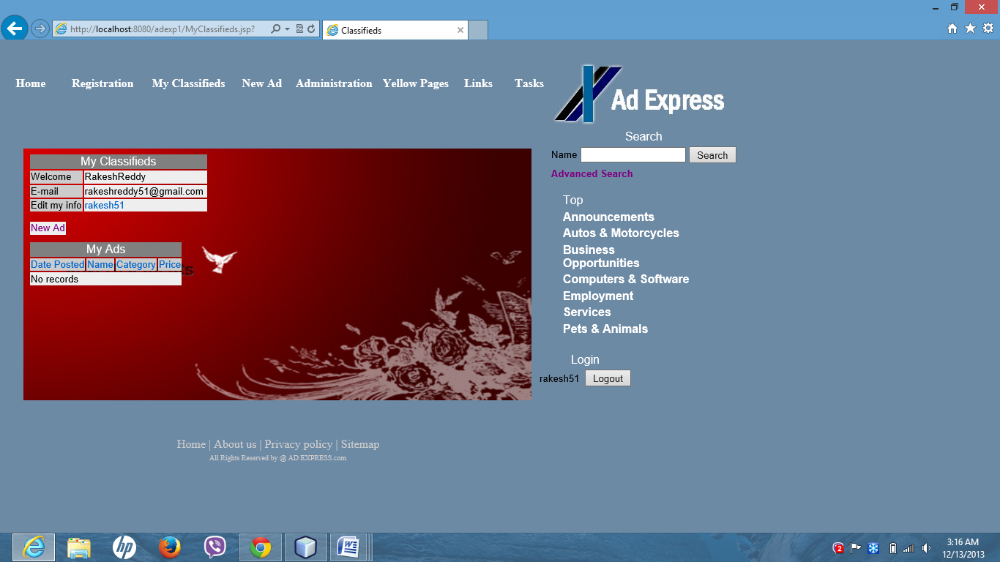 http://localhost:8080/adexp1/MyClassifieds.jsp?
Classifieds
Home Registration My Classifieds New Ad Administration Yellow Pages Links Tasks
Ad Express
Search
Name Search
Advanced Search
My Classifieds
Welcome RakeshReddy
E-mail rakeshreddy51@gmail.com
Edit my info rakesh51
New Ad
My Ads
Date Posted Name Category Price
No records
Top
Announcements
Autos & Motorcycles
Business
Opportunities
Computers & Software
Employment
Services
Pets & Animals
Login
rakesh51 Logout
Home | About us | Privacy policy | Sitemap
All Rights Reserved by @ AD EXPRESS.com
hp
W
2
3:16 AM
12/13/2013